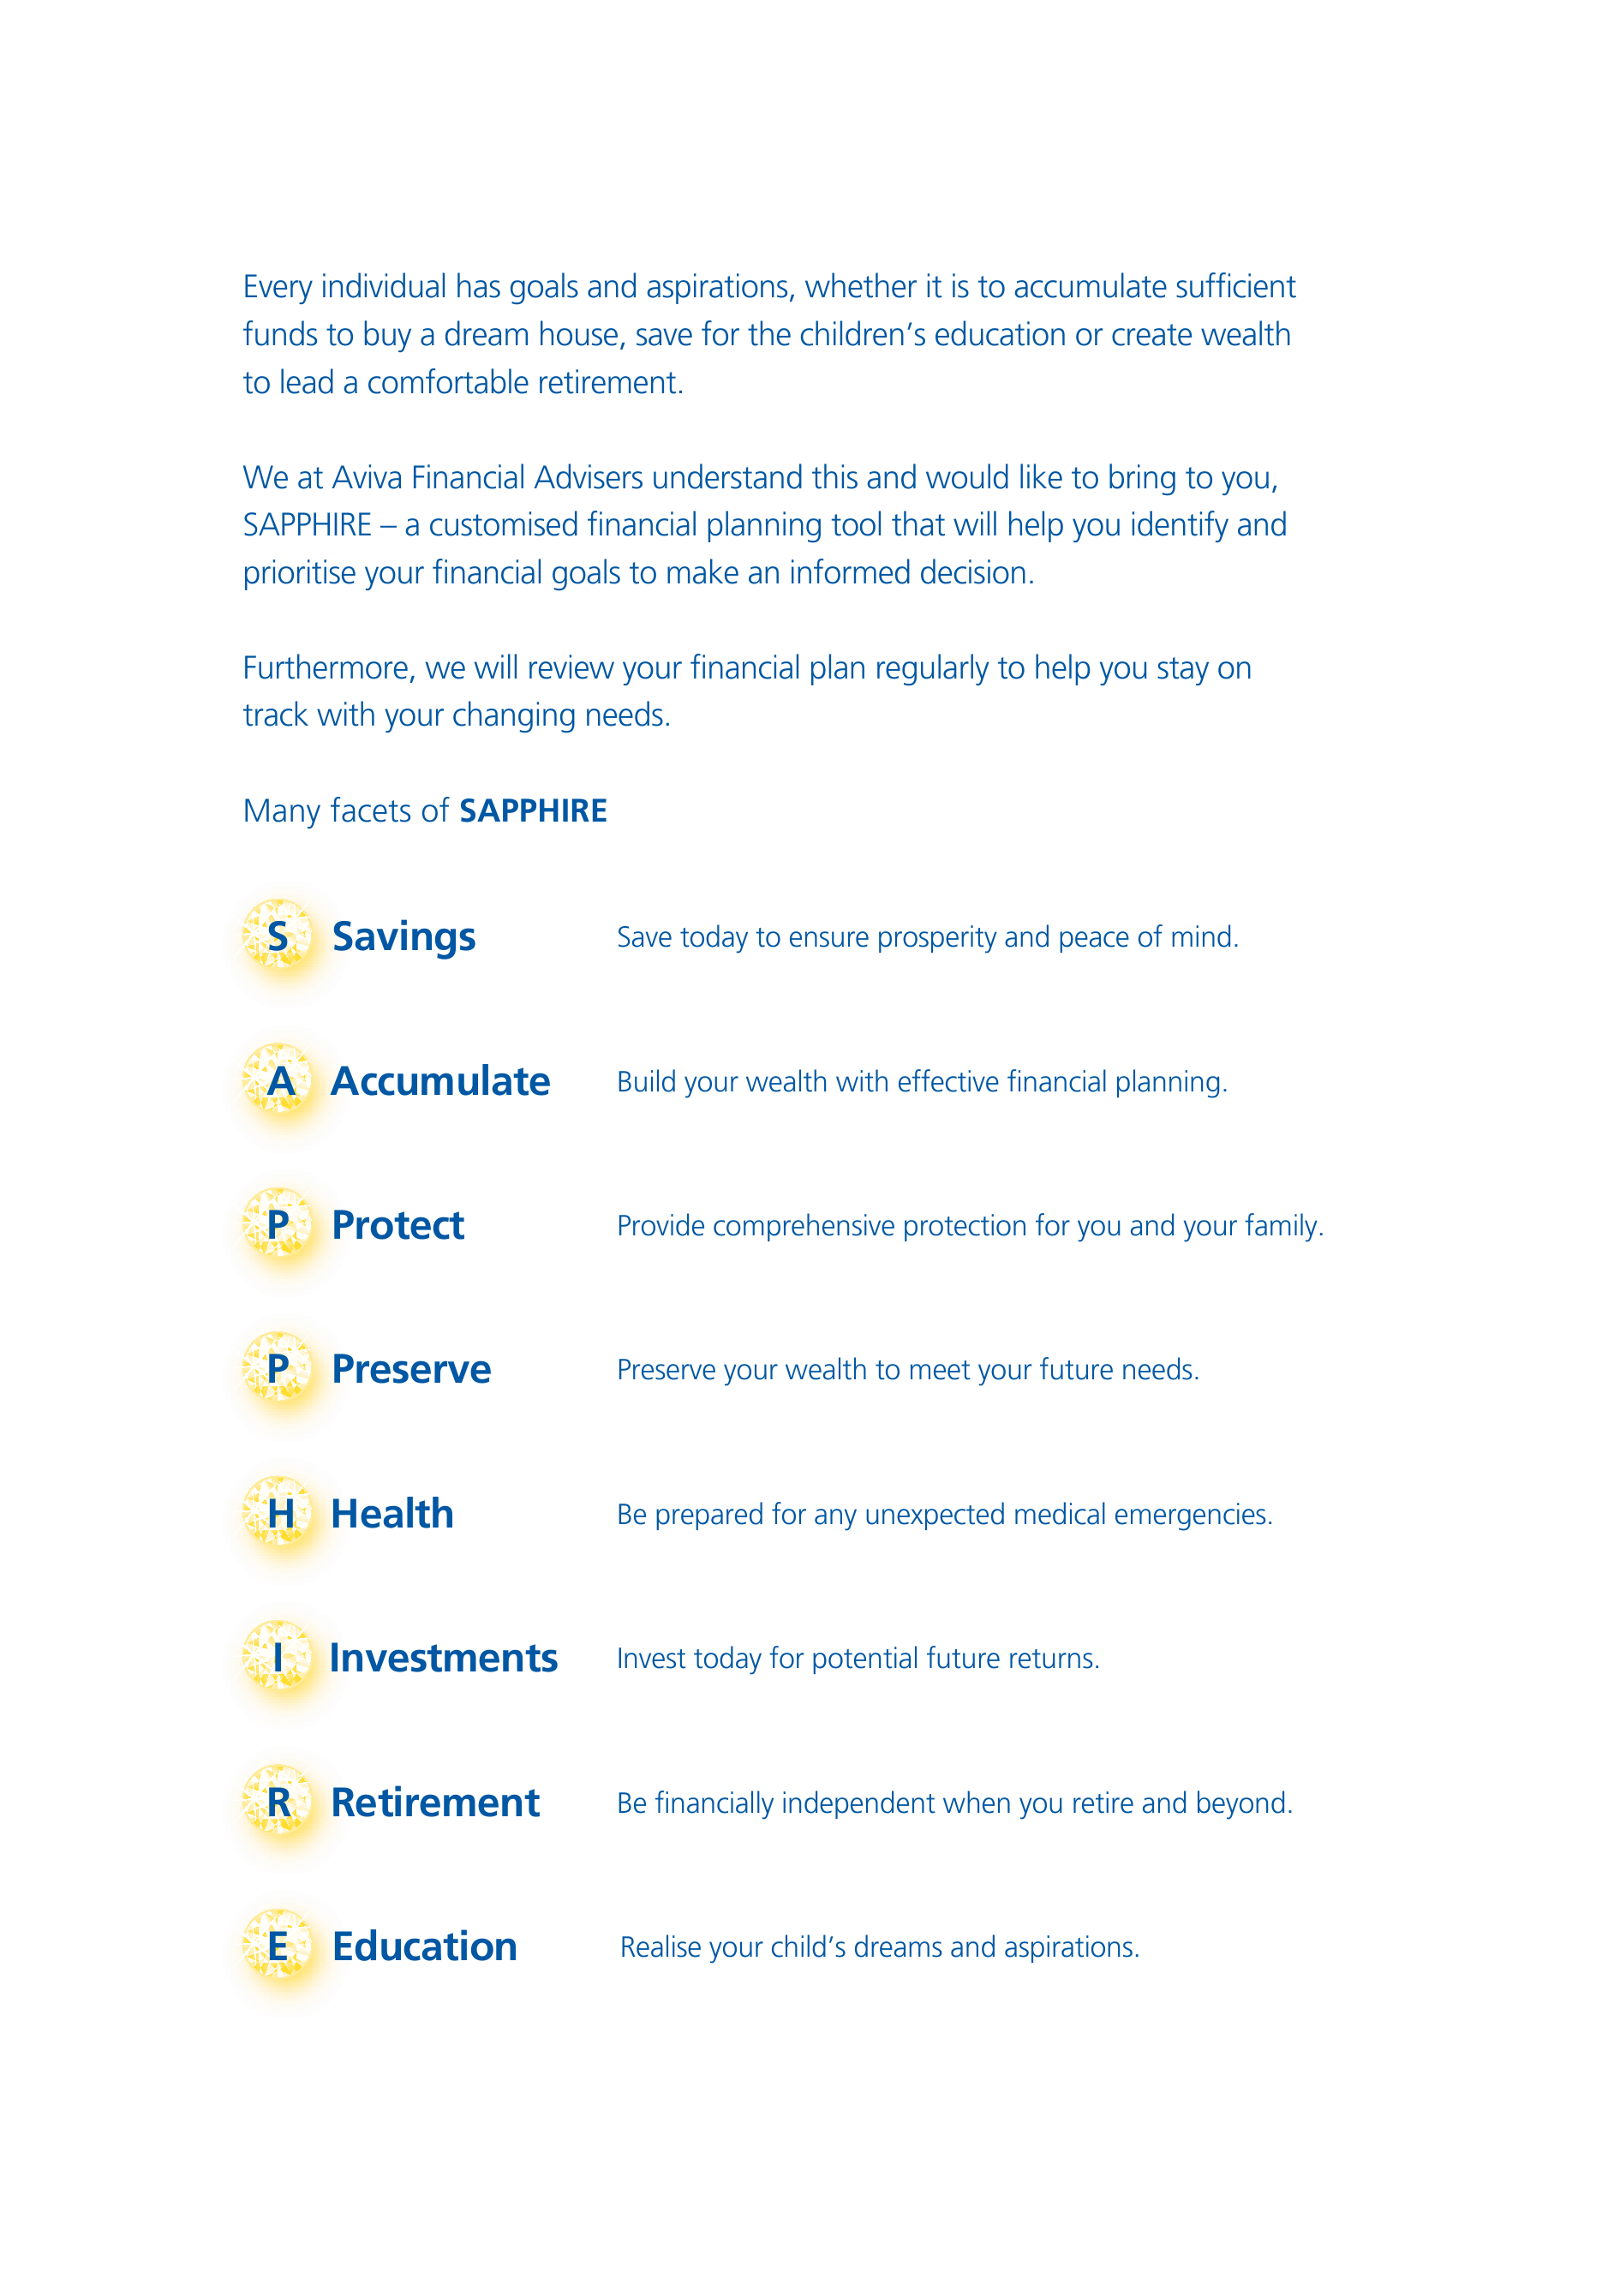 Every individual has goals and aspirations, whether it is to accumulate sufficient
funds to buy a dream house, save for the children’s education or create wealth
to lead a comfortable retirement.
We at Aviva Financial Advisers understand this and would like to bring to you,
SAPPHIRE – a customised financial planning tool that will help you identify and
prioritise your financial goals to make an informed decision.
Furthermore, we will review your financial plan regularly to help you stay on
track with your changing needs.
Many facets of SAPPHIRE
S Savings Save today to ensure prosperity and peace of mind.
A Accumulate Build your wealth with effective financial planning.
P Protect Provide comprehensive protection for you and your family.
P Preserve Preserve your wealth to meet your future needs.
H Health Be prepared for any unexpected medical emergencies.
I Investments Invest today for potential future returns.
R Retirement Be financially independent when you retire and beyond.
E Education Realise your child’s dreams and aspirations.